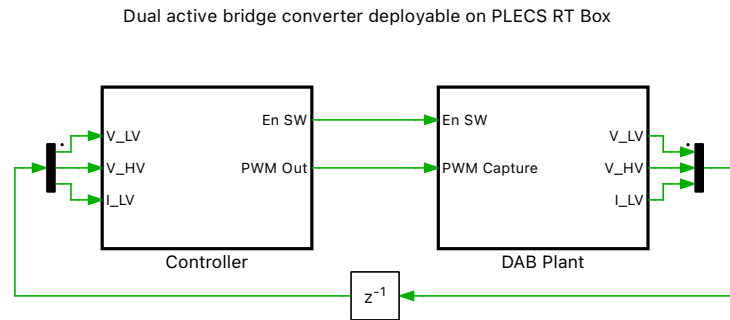 Dual active bridge converter deployable on PLECS RT Box
En SW
En SW
V_LV
V_LV
V_HV
PWM Out
PWM Capture
V_HV
I_LV
I_LV
Controller
DAB Plant
z-1